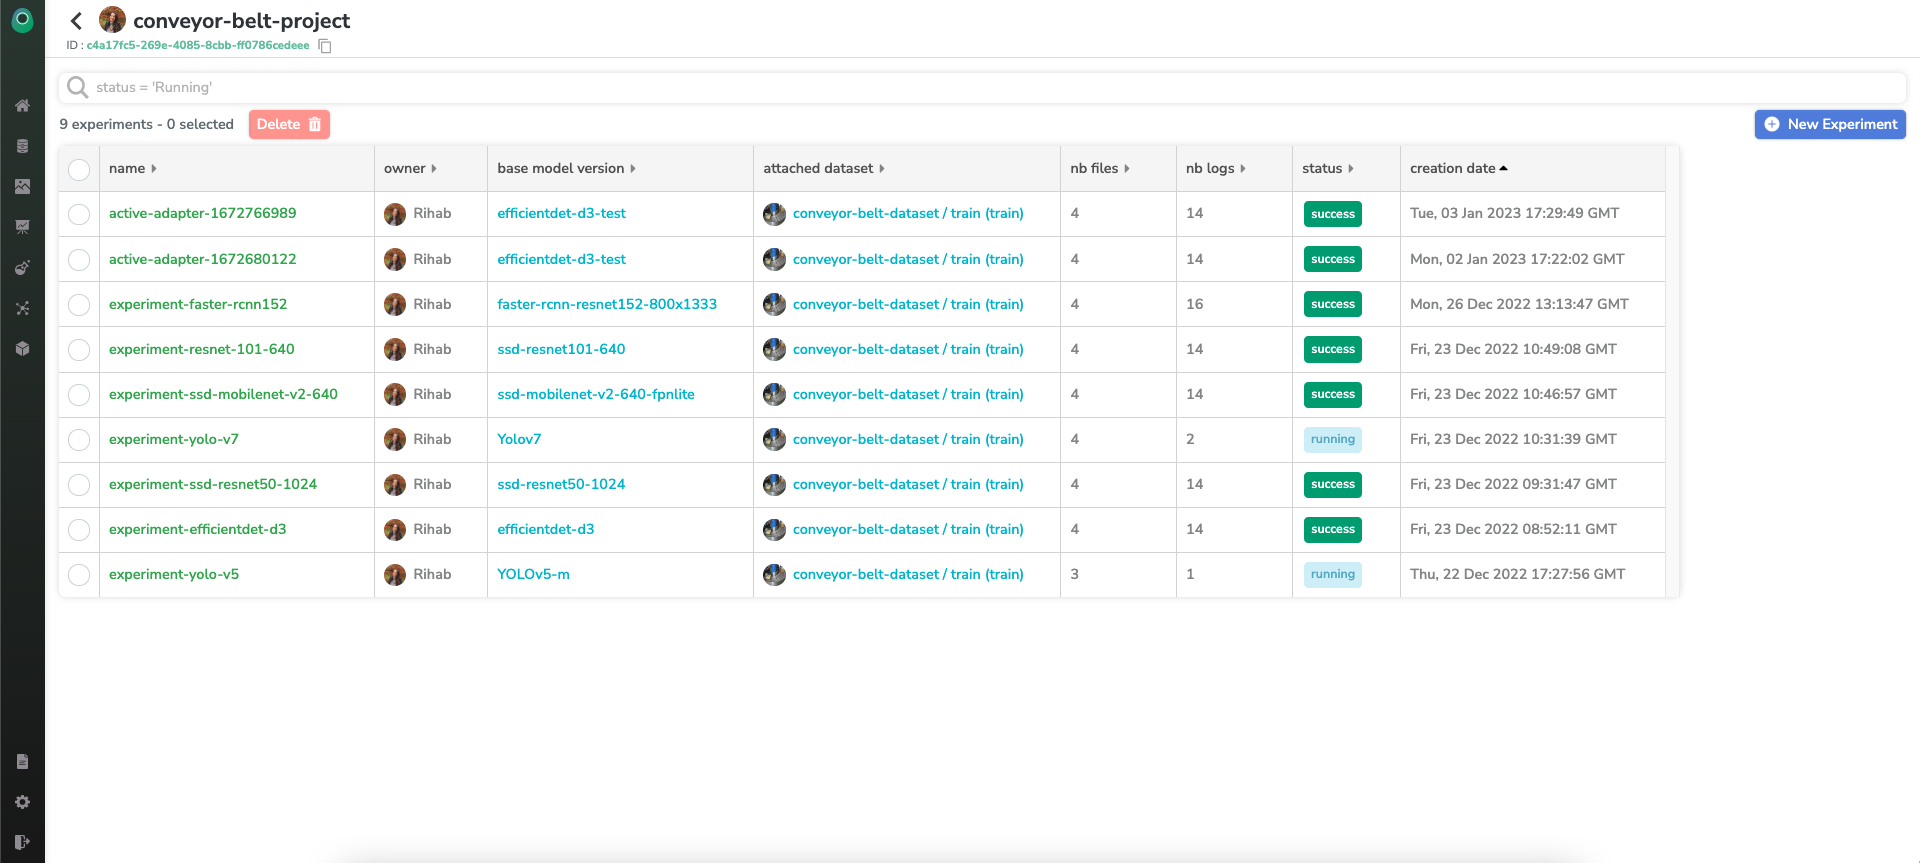 conveyor-belt-project
ID : c4a17fc5-269e-4085-8cbb-ff0786cedeee
status = 'Running'
9 experiments - 0 selected Delete New Experiment
name owner base model version attached dataset nb files nb logs status creation date
active-adapter-1672766989 Rihab efficientdet-d3-test conveyor-belt-dataset / train (train) 4 14 success Tue, 03 Jan 2023 17:29:49 GMT
active-adapter-1672680122 Rihab efficientdet-d3-test conveyor-belt-dataset / train (train) 4 14 success Mon, 02 Jan 2023 17:22:02 GMT
experiment-faster-rcnn152 Rihab faster-rcnn-resnet152-800x1333 conveyor-belt-dataset / train (train) 4 16 success Mon, 26 Dec 2022 13:13:47 GMT
experiment-resnet-101-640 Rihab ssd-resnet101-640 conveyor-belt-dataset / train (train) 4 14 success Fri, 23 Dec 2022 10:49:08 GMT
experiment-ssd-mobilenet-v2-640 Rihab ssd-mobilenet-v2-640-fpnlite conveyor-belt-dataset / train (train) 4 14 success Fri, 23 Dec 2022 10:46:57 GMT
experiment-yolo-v7 Rihab Yolov7 conveyor-belt-dataset / train (train) 4 2 running Fri, 23 Dec 2022 10:31:39 GMT
experiment-ssd-resnet50-1024 Rihab ssd-resnet50-1024 conveyor-belt-dataset / train (train) 4 14 success Fri, 23 Dec 2022 09:31:47 GMT
experiment-efficientdet-d3 Rihab efficientdet-d3 conveyor-belt-dataset / train (train) 4 14 success Fri, 23 Dec 2022 08:52:11 GMT
experiment-yolo-v5 Rihab YOLOv5-m conveyor-belt-dataset / train (train) 3 1 running Thu, 22 Dec 2022 17:27:56 GMT